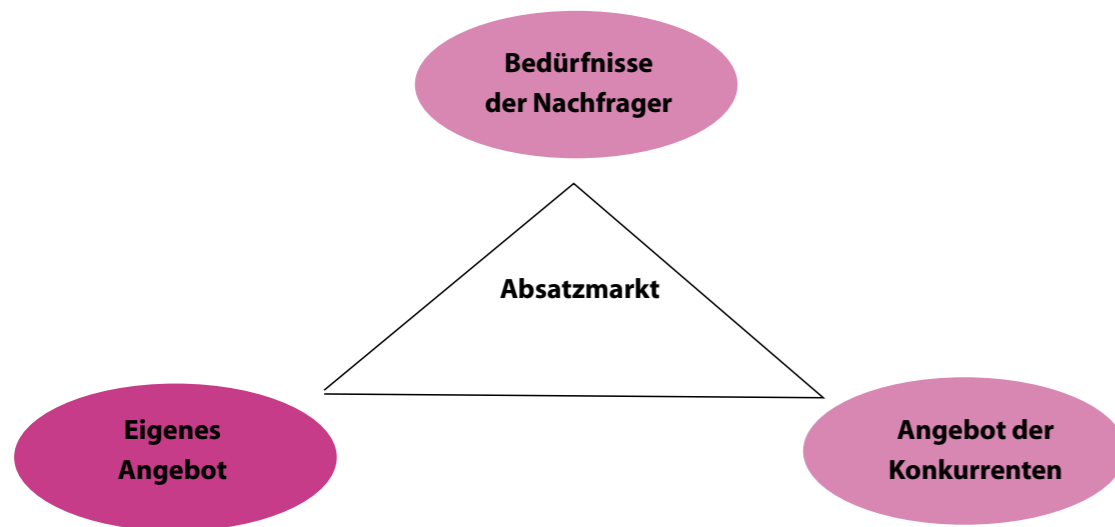 Bedürfnisse
der Nachfrager
Absatzmarkt
Eigenes
Angebot
Angebot der
Konkurrenten